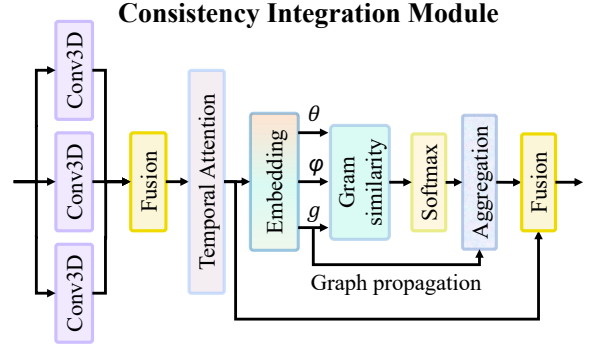 Consistency Integration Module
Conv3D
Conv3D
Conv3D
Fusion
Temporal Attention
Embedding
θ
φ
g
Gram
similarity
Softmax
Aggregation
Fusion
Graph propagation